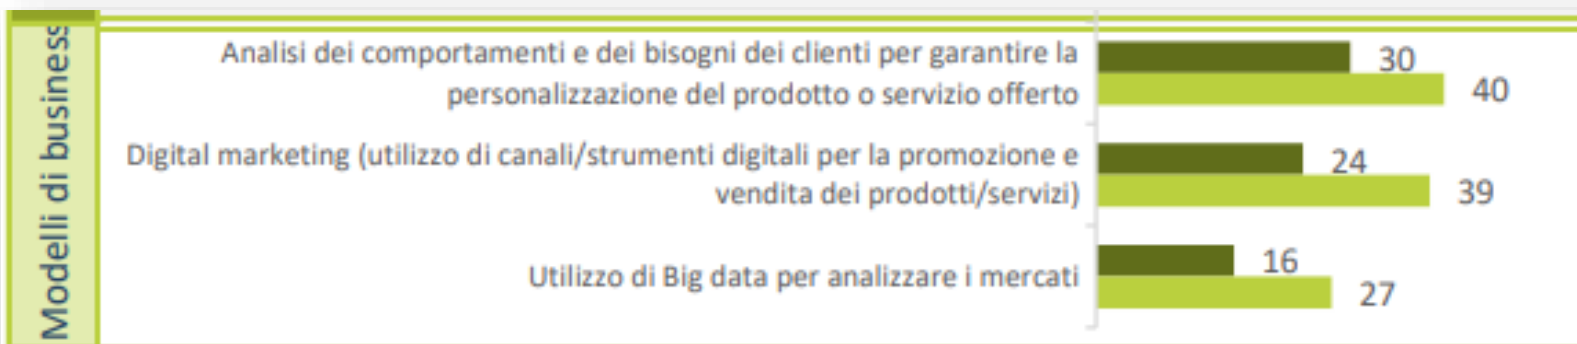 Modelli di business
Analisi dei comportamenti e dei bisogni dei clienti per garantire la
personalizzazione del prodotto o servizio offerto
30
40
Digital marketing (utilizzo di canali/strumenti digitali per la promozione e
vendita dei prodotti/servizi)
24
39
Utilizzo di Big data per analizzare i mercati
16
27